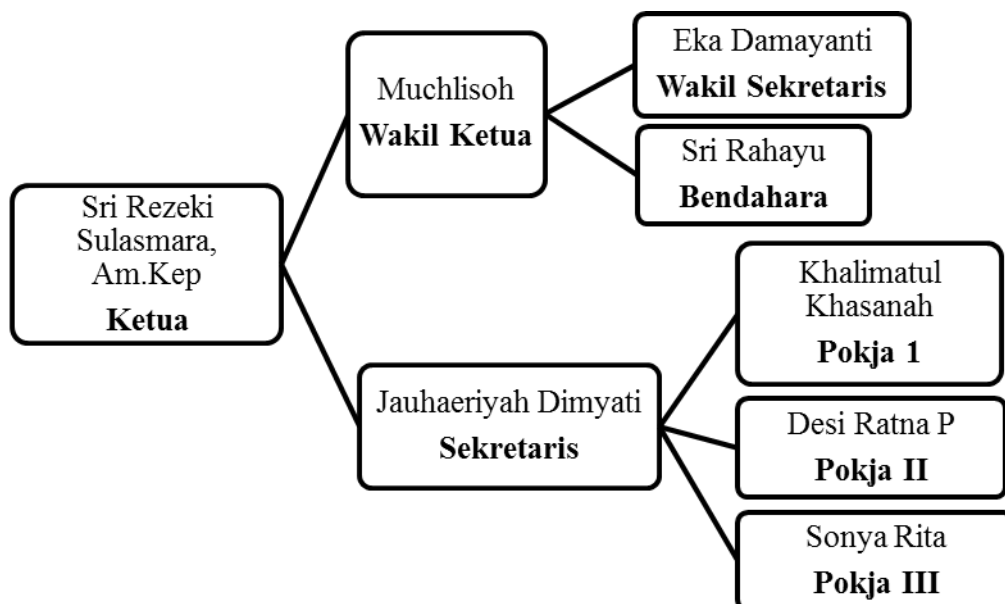 Sri Rezeki
Sulasmara,
Am.Kep
Ketua
Muchlisoh
Wakil Ketua
Eka Damayanti
Wakil Sekretaris
Sri Rahayu
Bendahara
Jauhaeriyah Dimyati
Sekretaris
Khalimatul
Khasanah
Pokja 1
Desi Ratna P
Pokja II
Sonya Rita
Pokja III